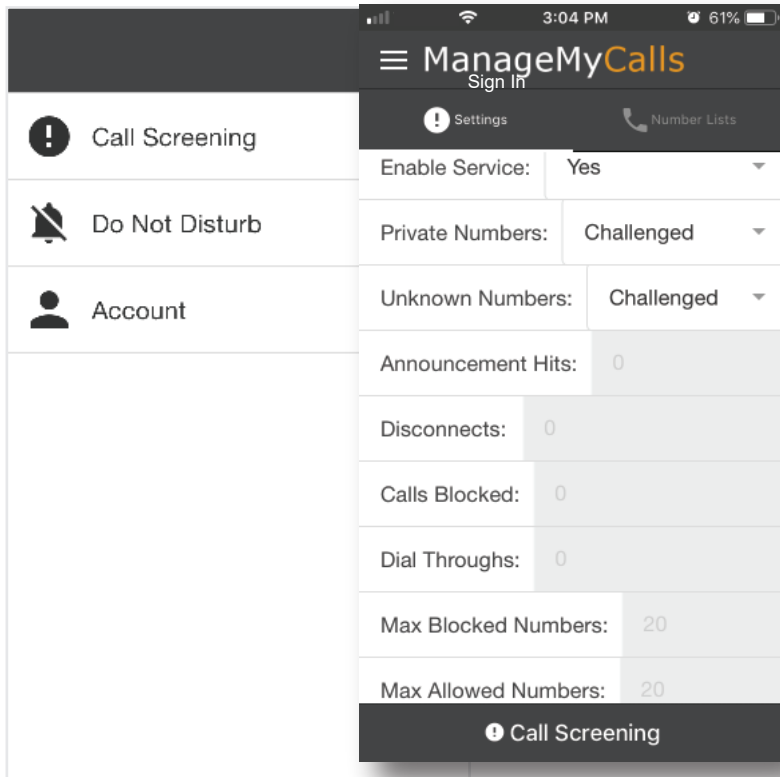 Call Screening
Do Not Disturb
Account
3:04 PM 61%
ManageMyCalls
Sign In
Settings Number Lists
Enable Service: Yes
Private Numbers: Challenged
Unknown Numbers: Challenged
Announcement Hits: 0
Disconnects: 0
Calls Blocked: 0
Dial Throughs: 0
Max Blocked Numbers: 20
Max Allowed Numbers: 20
Call Screening